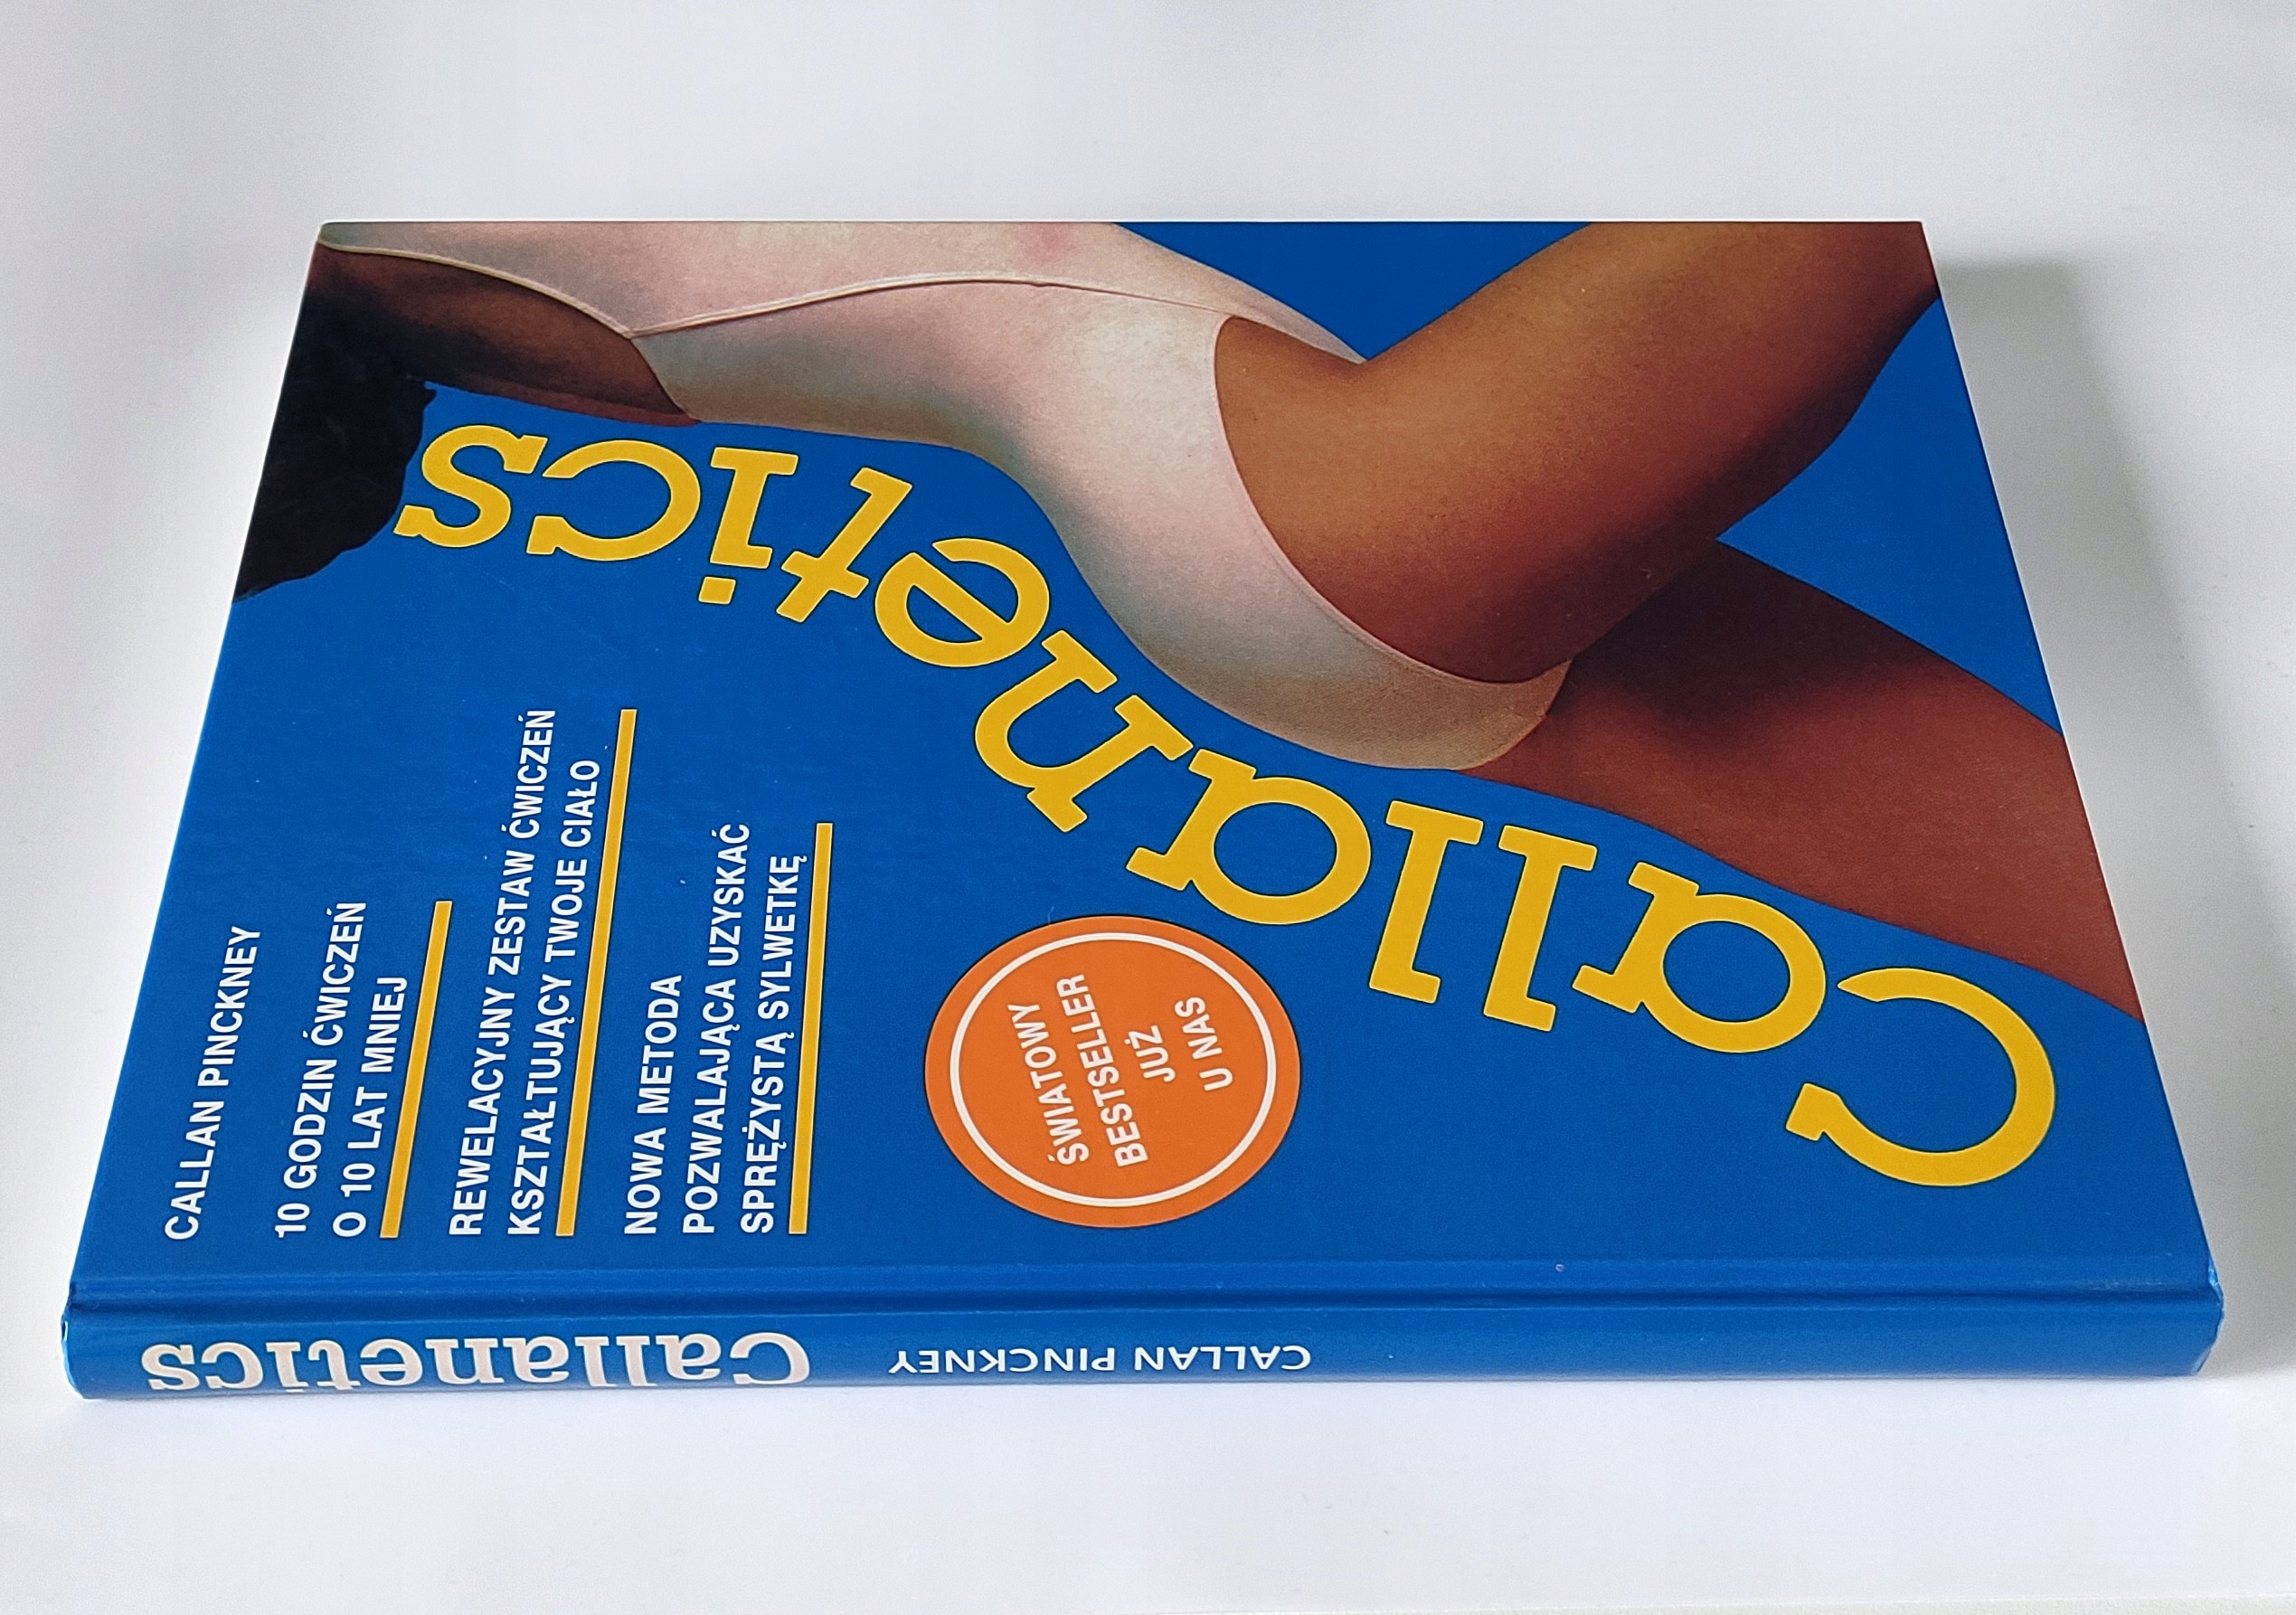 CALLAN PINCKNEY
10 GODZIN ĆWICZEŃ
O 10 LAT MNIEJ
REWELACYJNY ZESTAW ĆWICZEŃ
KSZTAŁTUJĄCY TWOJE CIAŁO
NOWA METODA
POZWALAJĄCA UZYSKAĆ
SPRĘŻYSTĄ SYLWETKĘ
ŚWIATOWY
BESTSELLER
JUŻ
U NAS
Callanetics
CALLAN PINCKNEY
Callanetics